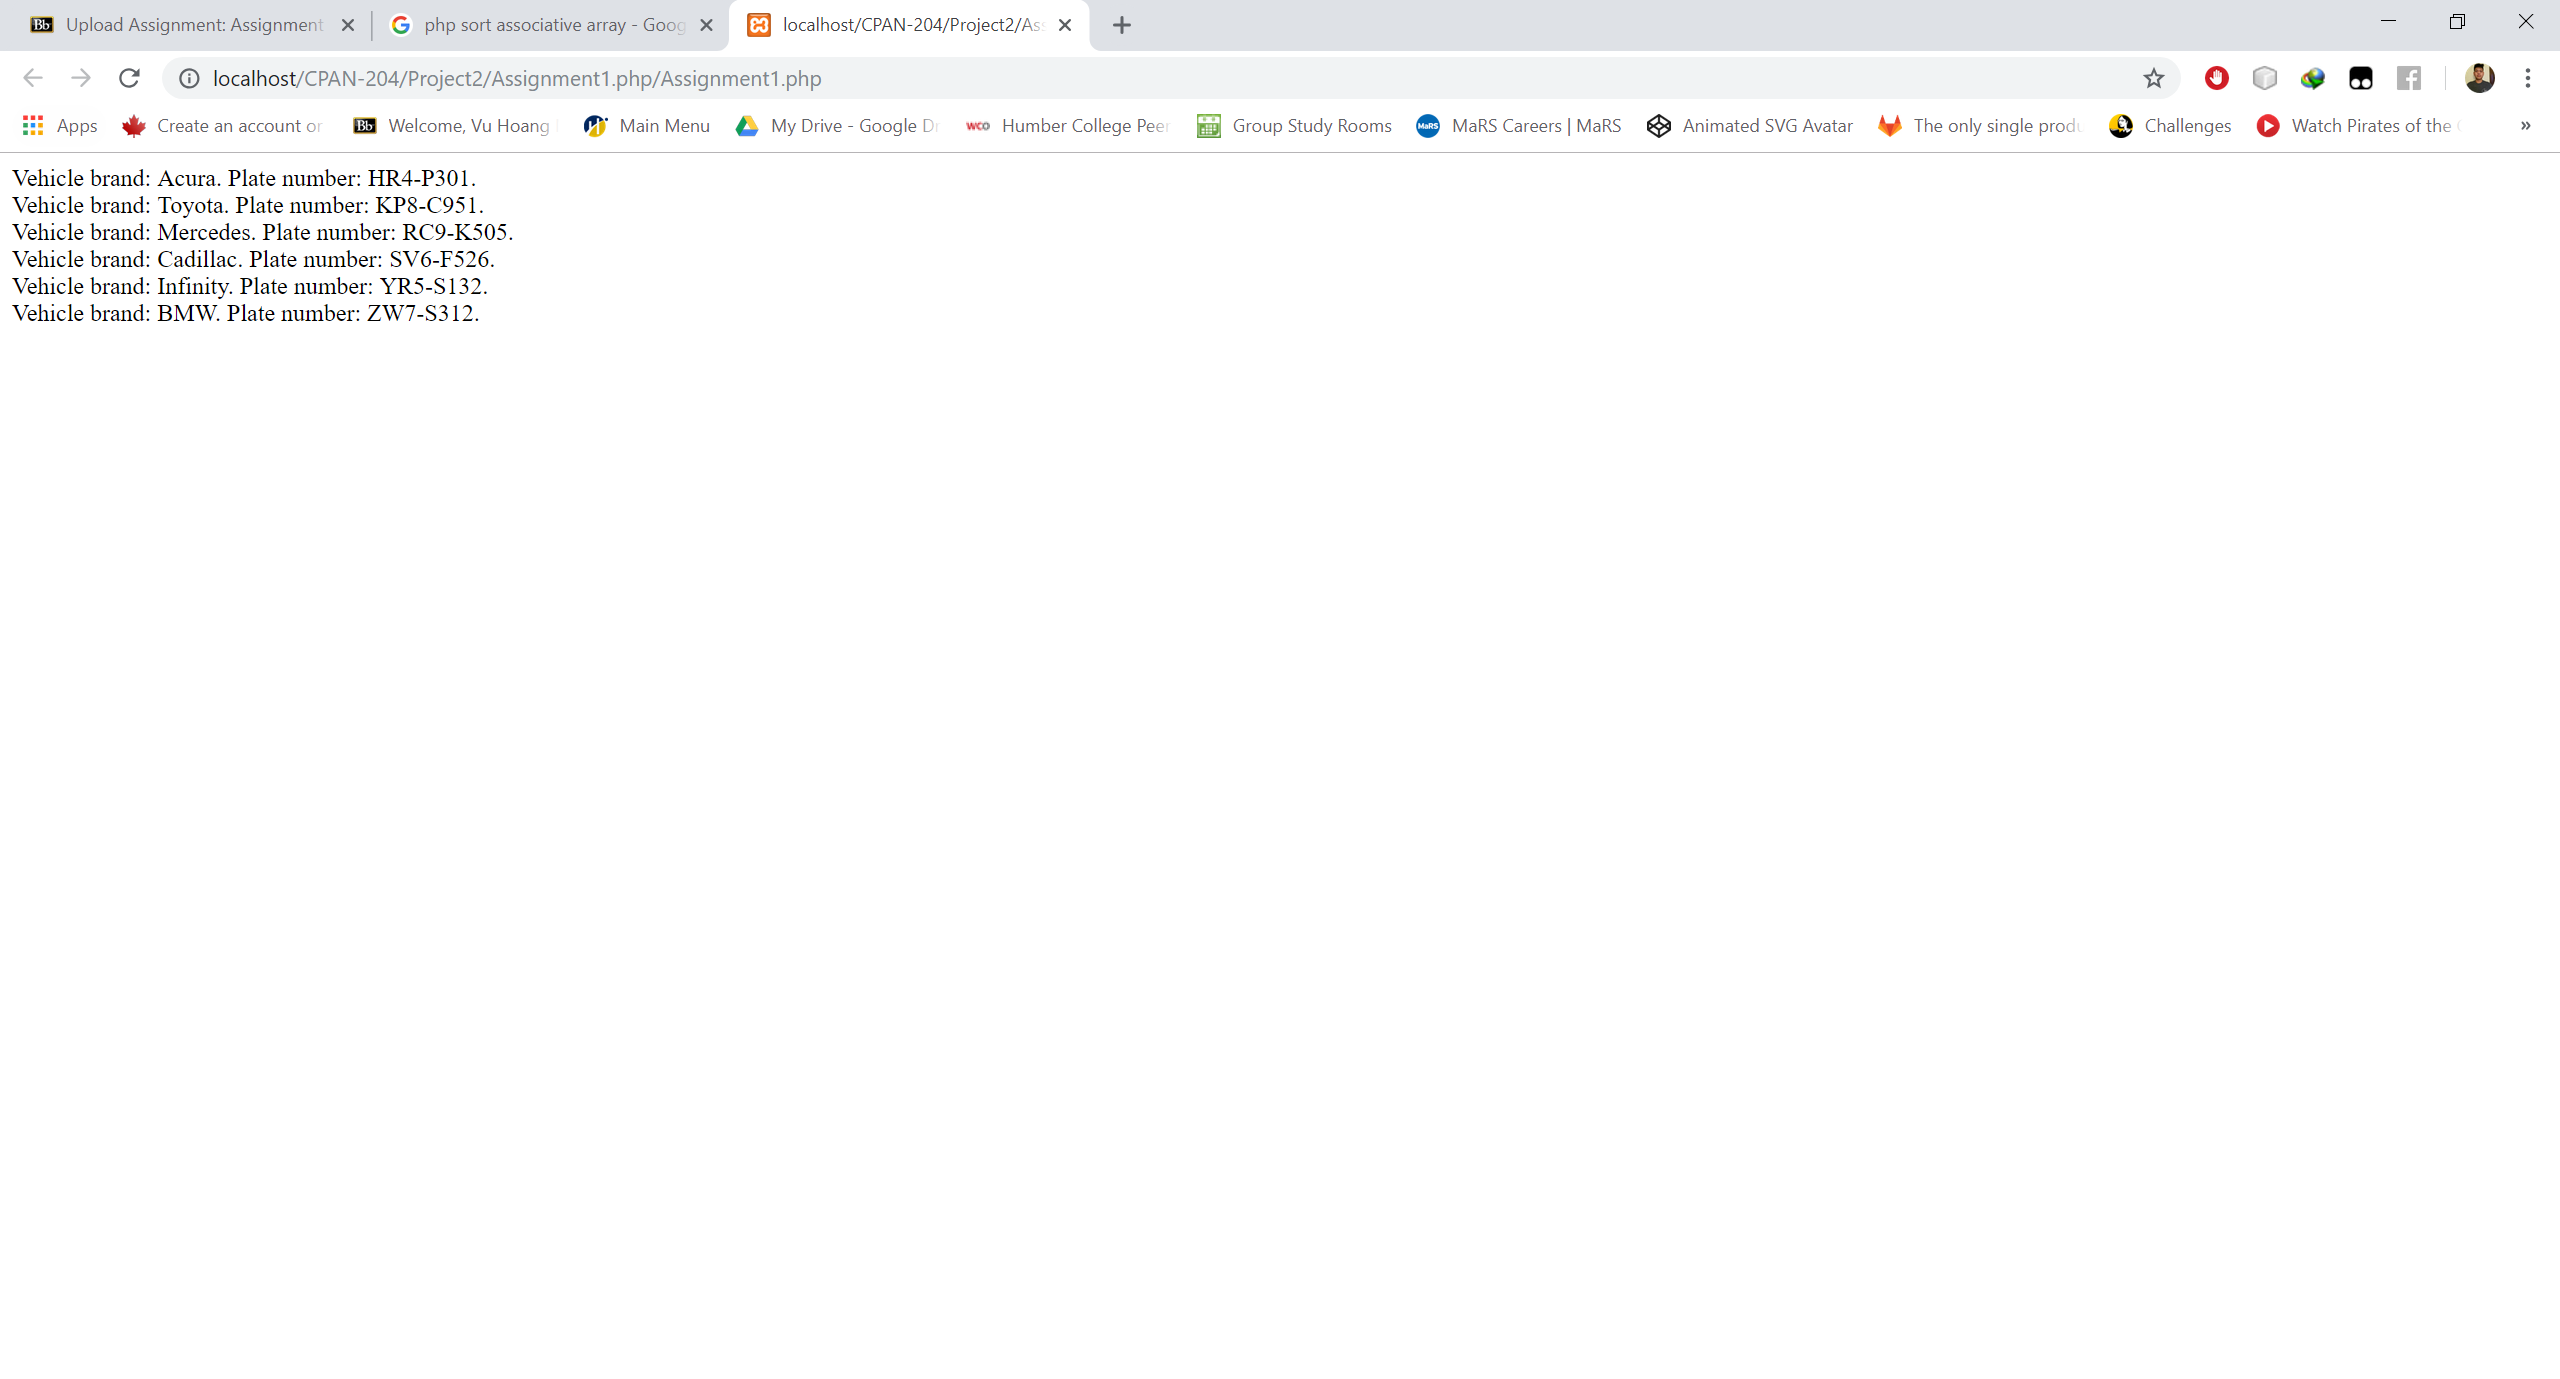 Upload Assignment: Assignment
php sort associative array - Goog
localhost/CPAN-204/Project2/Ass
localhost/CPAN-204/Project2/Assignment1.php/Assignment1.php
Apps Create an account or Bb Welcome, Vu Hoang Main Menu My Drive - Google Dr WCO Humber College Peer Group Study Rooms MaRS MaRS Careers | MaRS Animated SVG Avatar The only single produ Challenges Watch Pirates of the »
Vehicle brand: Acura. Plate number: HR4-P301.
Vehicle brand: Toyota. Plate number: KP8-C951.
Vehicle brand: Mercedes. Plate number: RC9-K505.
Vehicle brand: Cadillac. Plate number: SV6-F526.
Vehicle brand: Infinity. Plate number: YR5-S132.
Vehicle brand: BMW. Plate number: ZW7-S312.